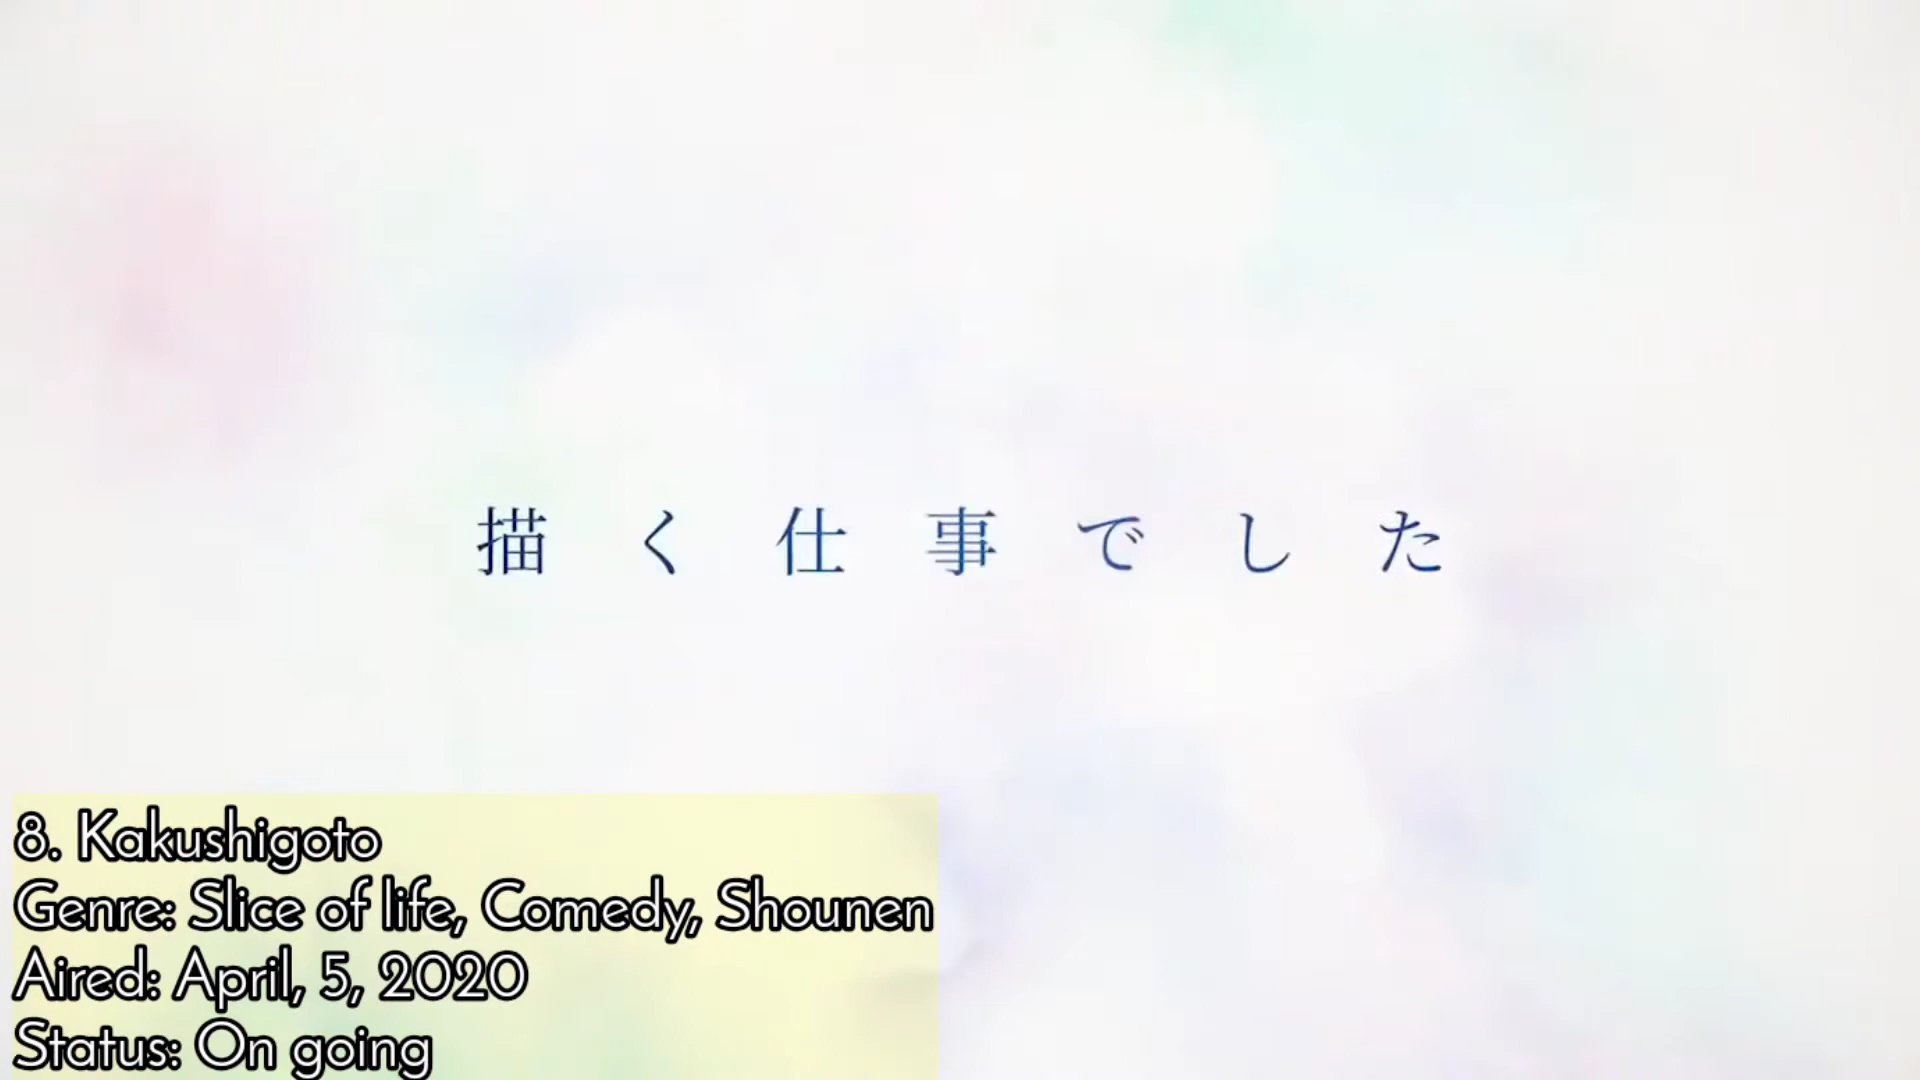 描く仕事でした
8. Kakushigoto
Genre: Slice of life, Comedy, Shounen
Aired: April, 5, 2020
Status: On going